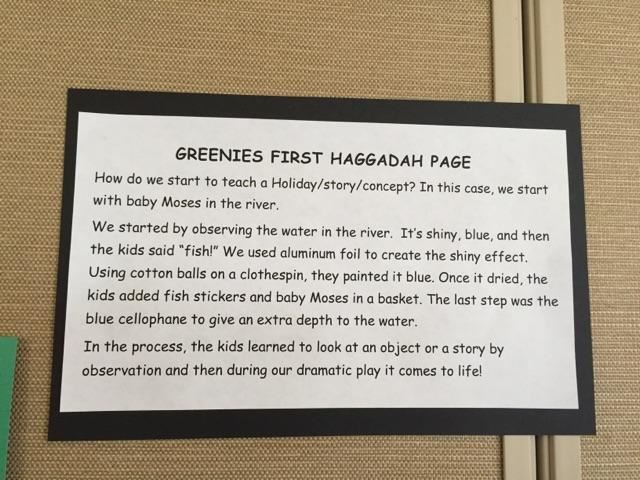 GREENIES FIRST HAGGADAH PAGE
How do we start to teach a Holiday/story/concept? In this case, we start
with baby Moses in the river.
We started by observing the water in the river. It's shiny, blue, and then
the kids said "fish!" We used aluminum foil to create the shiny effect.
Using cotton balls on a clothespin, they painted it blue. Once it dried, the
kids added fish stickers and baby Moses in a basket. The last step was the
blue cellophane to give an extra depth to the water.
In the process, the kids learned to look at an object or a story by
observation and then during our dramatic play it comes to life!